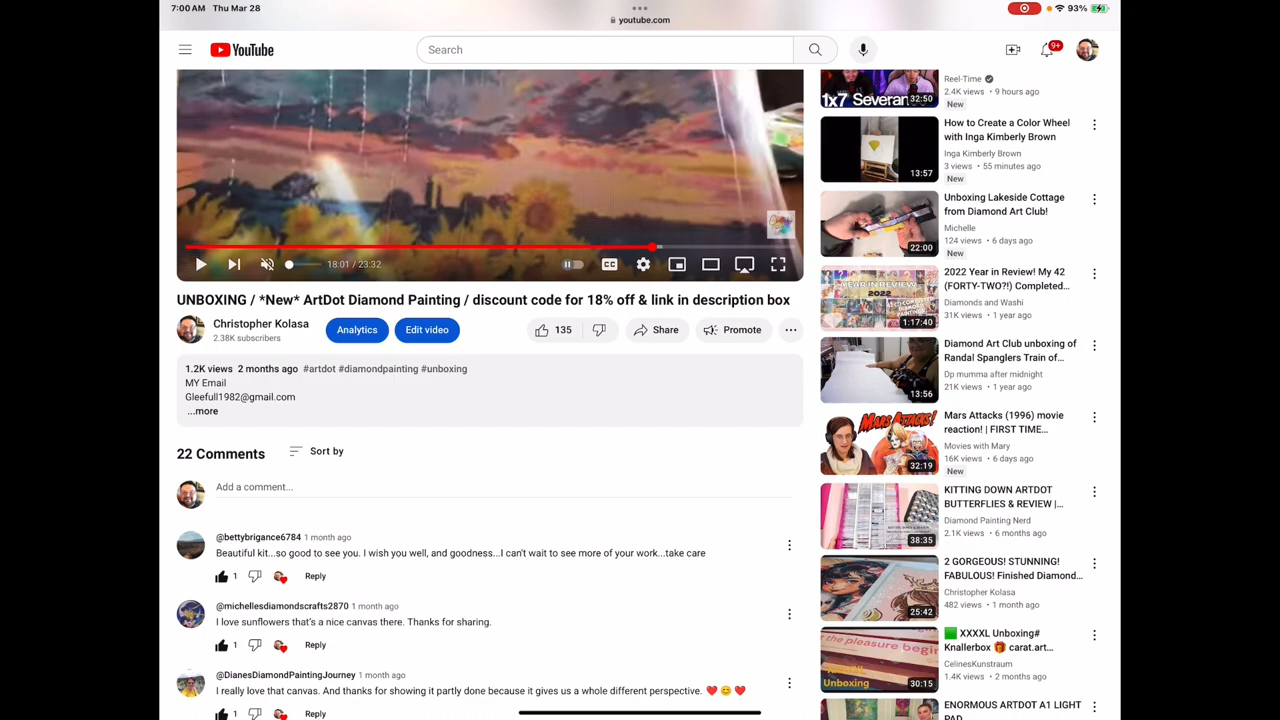 7:00 AM Thu Mar 28
youtube.com
93%
YouTube
Search
9+
18:01 / 23:32
CC
UNBOXING / *New* ArtDot Diamond Painting / discount code for 18% off & link in description box
Christopher Kolasa
2.38K subscribers
Analytics
Edit video
135
Share
Promote
1.2K views 2 months ago #artdot #diamondpainting #unboxing
MY Email
Gleefull1982@gmail.com
...more
22 Comments
Sort by
Add a comment...
@bettybrigance6784 1 month ago
Beautiful kit...so good to see you. I wish you well, and goodness...I can't wait to see more of your work...take care
1
Reply
@michellesdiamondscrafts2870 1 month ago
I love sunflowers that's a nice canvas there. Thanks for sharing.
1
Reply
@DianesDiamondPaintingJourney 1 month ago
I really love that canvas. And thanks for showing it partly done because it gives us a whole different perspective. ❤️ 😊 ❤️
1
Reply
1x7 Severan
32:50
Reel-Time
2.4K views • 9 hours ago
New
13:57
How to Create a Color Wheel
with Inga Kimberly Brown
Inga Kimberly Brown
3 views • 55 minutes ago
New
22:00
Unboxing Lakeside Cottage
from Diamond Art Club!
Michelle
124 views • 6 days ago
New
YEAR IN REVIEW
2022
1:17:40
2022 Year in Review! My 42
(FORTY-TWO?!) Completed...
Diamonds and Washi
31K views • 1 year ago
13:56
Diamond Art Club unboxing of
Randal Spanglers Train of...
Dp mumma after midnight
21K views • 1 year ago
MARS ATTACKS!
32:19
Mars Attacks (1996) movie
reaction! | FIRST TIME...
Movies with Mary
16K views • 6 days ago
New
38:35
KITTING DOWN ARTDOT
BUTTERFLIES & REVIEW |...
Diamond Painting Nerd
2.1K views • 6 months ago
25:42
2 GORGEOUS! STUNNING!
FABULOUS! Finished Diamond...
Christopher Kolasa
482 views • 1 month ago
the pleasure begin
Unboxing
30:15
🟩 XXXXL Unboxing#
Knallerbox 🎁 carat.art...
CelinesKunstraum
1.4K views • 2 months ago
ENORMOUS ARTDOT A1 LIGHT
PAD